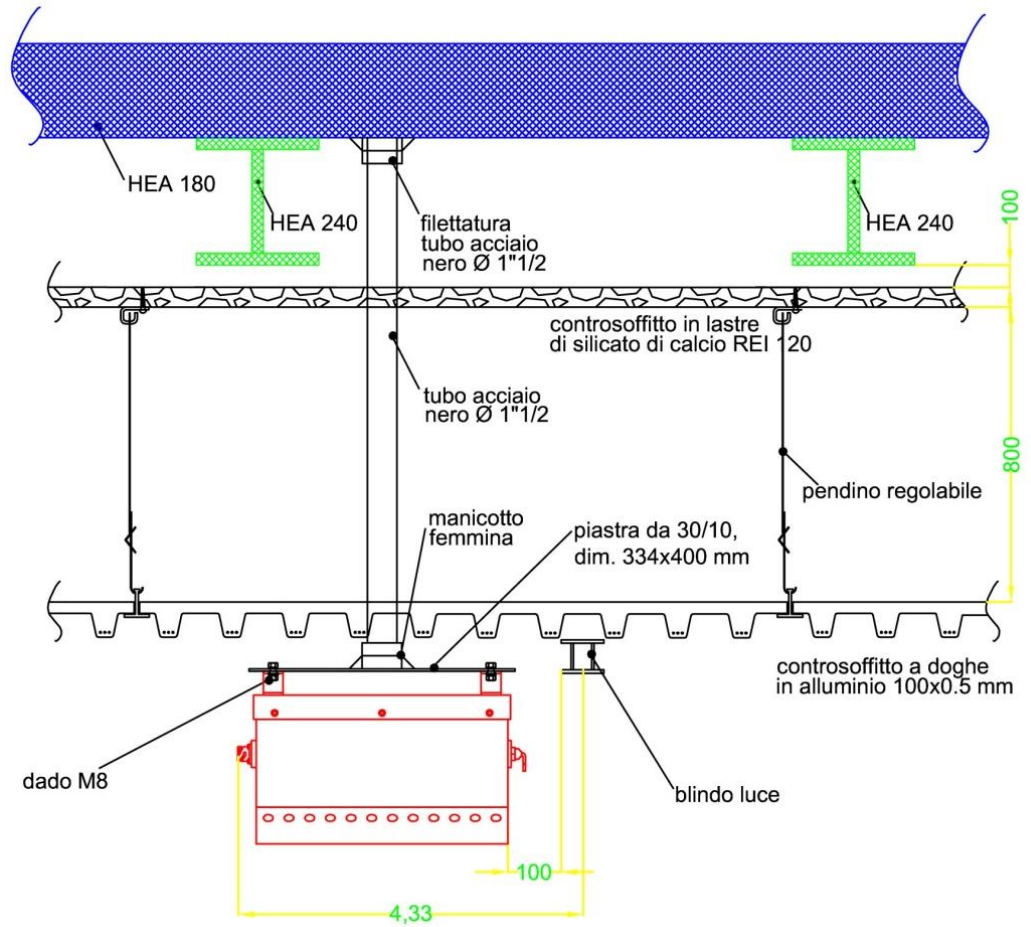 HEA 180
HEA 240
filettatura
tubo acciaio
nero Ø 1"1/2
HEA 240
100
controsoffitto in lastre
di silicato di calcio REI 120
tubo acciaio
nero Ø 1"1/2
800
pendino regolabile
manicotto
femmina
piastra da 30/10,
dim. 334x400 mm
controsoffitto a doghe
in alluminio 100x0.5 mm
dado M8
blindo luce
100
4,33